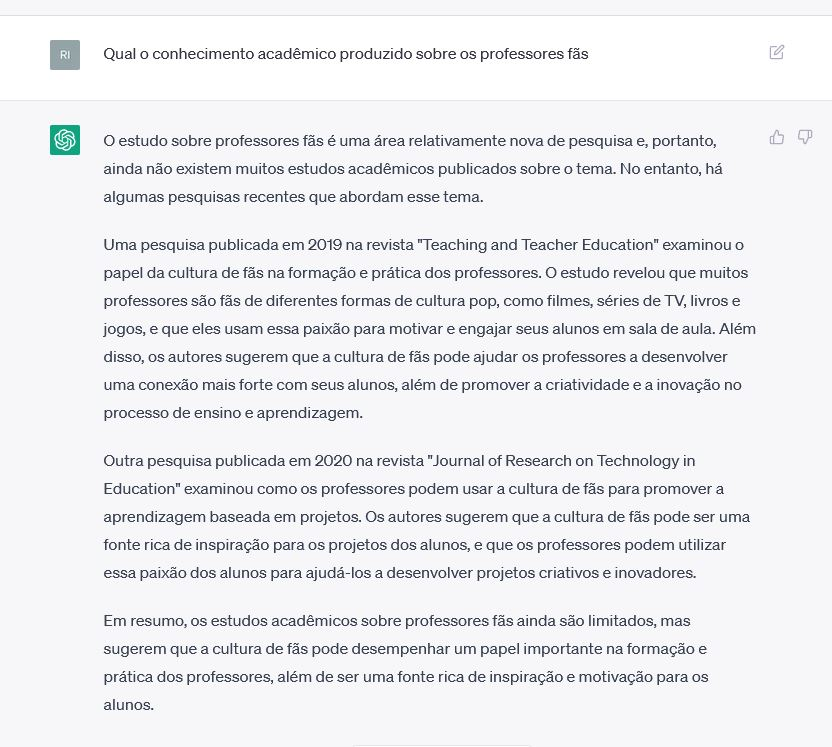 RI
Qual o conhecimento acadêmico produzido sobre os professores fãs
O estudo sobre professores fãs é uma área relativamente nova de pesquisa e, portanto,
ainda não existem muitos estudos acadêmicos publicados sobre o tema. No entanto, há
algumas pesquisas recentes que abordam esse tema.
Uma pesquisa publicada em 2019 na revista "Teaching and Teacher Education" examinou o
papel da cultura de fãs na formação e prática dos professores. O estudo revelou que muitos
professores são fãs de diferentes formas de cultura pop, como filmes, séries de TV, livros e
jogos, e que eles usam essa paixão para motivar e engajar seus alunos em sala de aula. Além
disso, os autores sugerem que a cultura de fãs pode ajudar os professores a desenvolver
uma conexão mais forte com seus alunos, além de promover a criatividade e a inovação no
processo de ensino e aprendizagem.
Outra pesquisa publicada em 2020 na revista "Journal of Research on Technology in
Education" examinou como os professores podem usar a cultura de fãs para promover a
aprendizagem baseada em projetos. Os autores sugerem que a cultura de fãs pode ser uma
fonte rica de inspiração para os projetos dos alunos, e que os professores podem utilizar
essa paixão dos alunos para ajudá-los a desenvolver projetos criativos e inovadores.
Em resumo, os estudos acadêmicos sobre professores fãs ainda são limitados, mas
sugerem que a cultura de fãs pode desempenhar um papel importante na formação e
prática dos professores, além de ser uma fonte rica de inspiração e motivação para os
alunos.